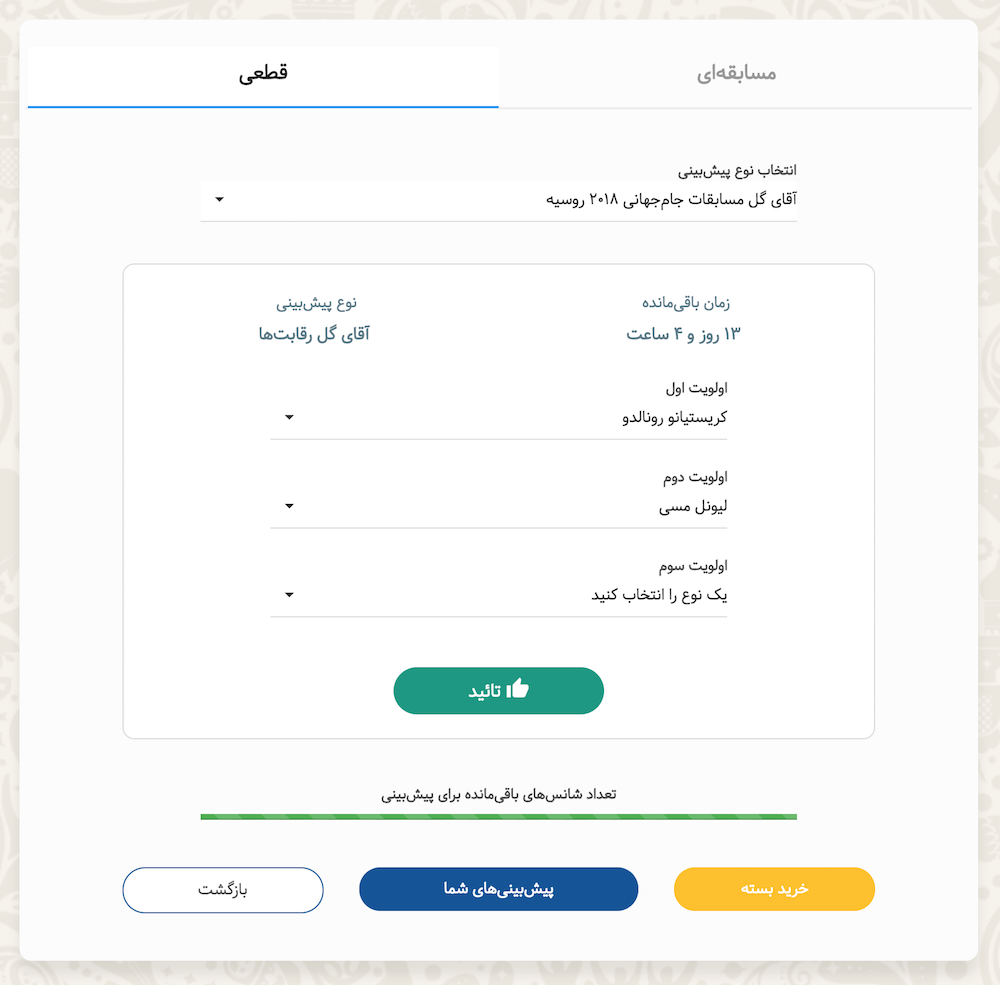 مسابقه‌ای
قطعی
انتخاب نوع پیش‌بینی
آقای گل مسابقات جام‌جهانی ۲۰۱۸ روسیه
زمان باقی‌مانده
۱۳ روز و ۴ ساعت
نوع پیش‌بینی
آقای گل رقابت‌ها
اولویت اول
کریستیانو رونالدو
اولویت دوم
لیونل مسی
اولویت سوم
یک نوع را انتخاب کنید
تائید
تعداد شانس‌های باقی‌مانده برای پیش‌بینی
خرید بسته
پیش‌بینی‌های شما
بازگشت